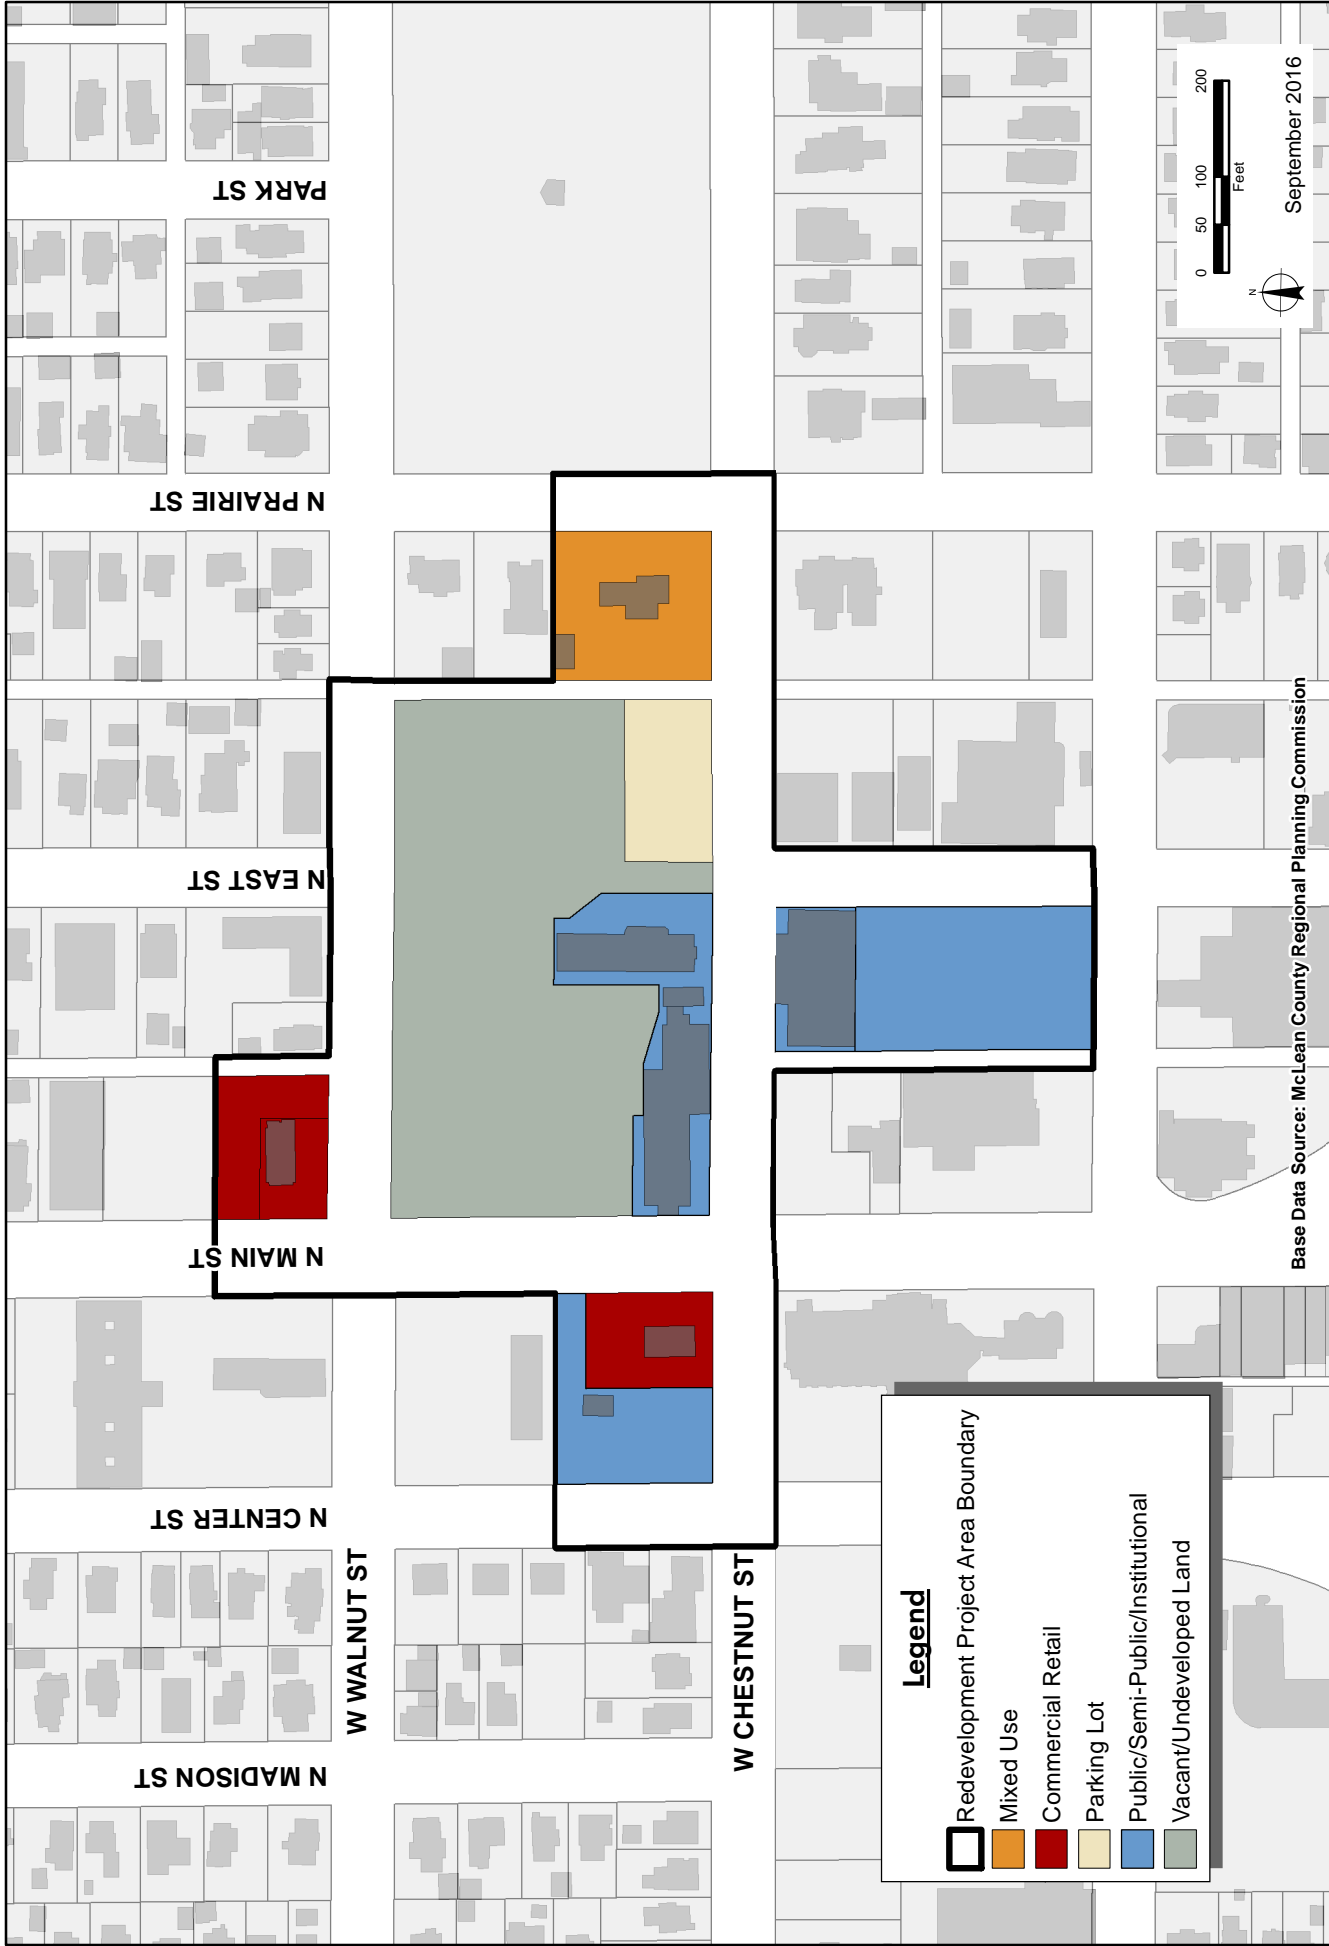 PARK ST
N PRAIRIE ST
N EAST ST
N MAIN ST
N CENTER ST
N MADISON ST
W WALNUT ST
W CHESTNUT ST
Legend
Redevelopment Project Area Boundary
Mixed Use
Commercial Retail
Parking Lot
Public/Semi-Public/Institutional
Vacant/Undeveloped Land
Base Data Source: McLean County Regional Planning Commission
N
0 50 100 200
Feet
September 2016